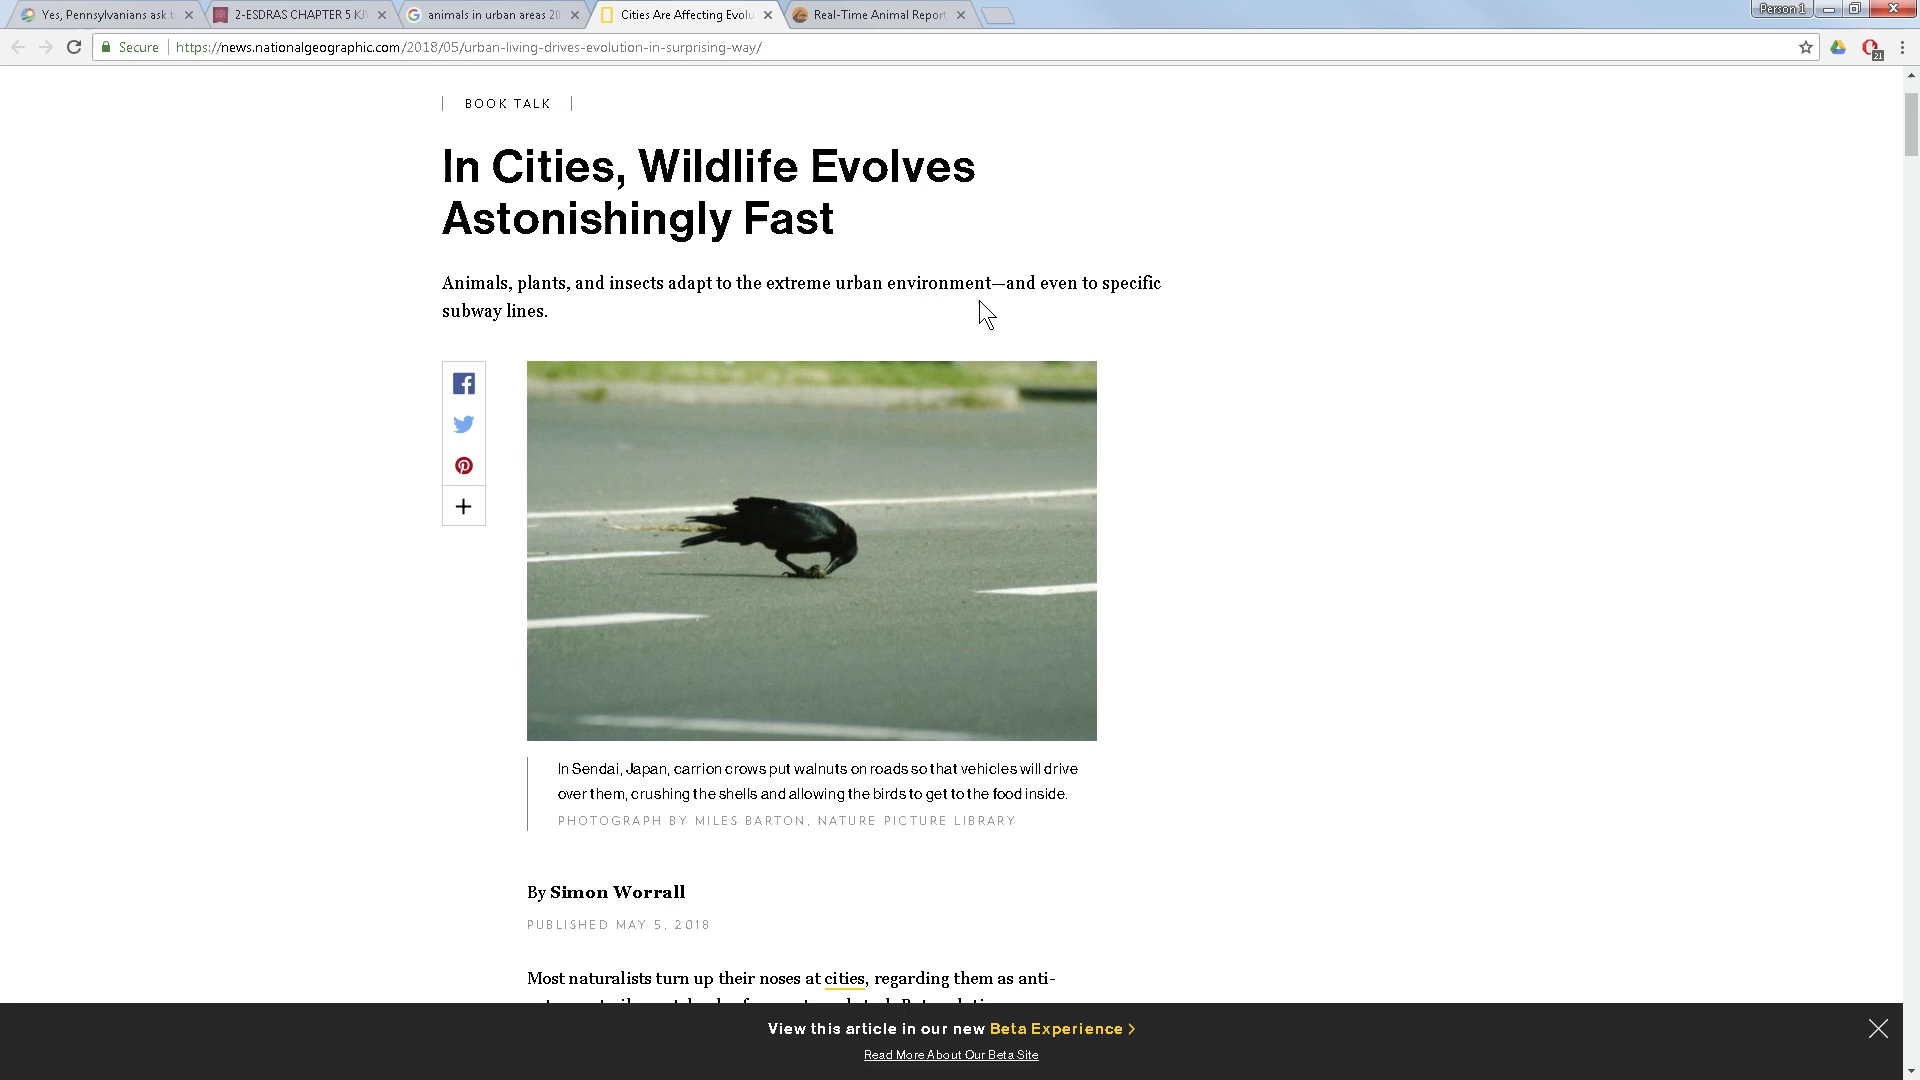 Yes, Pennsylvanians ask t
2-ESDRAS CHAPTER 5 KJV
animals in urban areas 20
Cities Are Affecting Evolu
Real-Time Animal Report
Person 1
Secure
https://news.nationalgeographic.com/2018/05/urban-living-drives-evolution-in-surprising-way/
21
BOOK TALK
In Cities, Wildlife Evolves
Astonishingly Fast
Animals, plants, and insects adapt to the extreme urban environment—and even to specific
subway lines.
In Sendai, Japan, carrion crows put walnuts on roads so that vehicles will drive
over them, crushing the shells and allowing the birds to get to the food inside.
PHOTOGRAPH BY MILES BARTON, NATURE PICTURE LIBRARY
By Simon Worrall
PUBLISHED MAY 5, 2018
Most naturalists turn up their noses at cities, regarding them as anti-
View this article in our new Beta Experience >
Read More About Our Beta Site